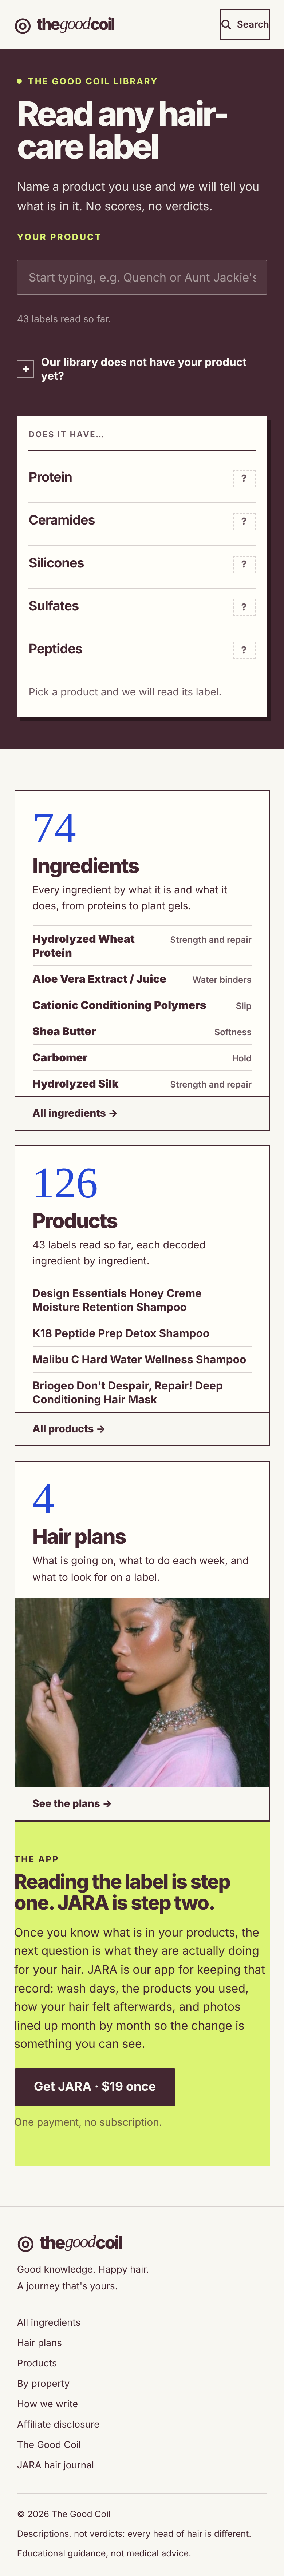 thegoodcoil
Search
THE GOOD COIL LIBRARY
Read any hair-
care label
Name a product you use and we will tell you
what is in it. No scores, no verdicts.
YOUR PRODUCT
Start typing, e.g. Quench or Aunt Jackie's
43 labels read so far.
+ Our library does not have your product
yet?
DOES IT HAVE…
Protein ?
Ceramides ?
Silicones ?
Sulfates ?
Peptides ?
Pick a product and we will read its label.
74
Ingredients
Every ingredient by what it is and what it
does, from proteins to plant gels.
Hydrolyzed Wheat
Protein
Strength and repair
Aloe Vera Extract / Juice Water binders
Cationic Conditioning Polymers Slip
Shea Butter Softness
Carbomer Hold
Hydrolyzed Silk Strength and repair
All ingredients →
126
Products
43 labels read so far, each decoded
ingredient by ingredient.
Design Essentials Honey Creme
Moisture Retention Shampoo
K18 Peptide Prep Detox Shampoo
Malibu C Hard Water Wellness Shampoo
Briogeo Don't Despair, Repair! Deep
Conditioning Hair Mask
All products →
4
Hair plans
What is going on, what to do each week, and
what to look for on a label.
See the plans →
THE APP
Reading the label is step
one. JARA is step two.
Once you know what is in your products, the
next question is what they are actually doing
for your hair. JARA is our app for keeping that
record: wash days, the products you used,
how your hair felt afterwards, and photos
lined up month by month so the change is
something you can see.
Get JARA · $19 once
One payment, no subscription.
thegoodcoil
Good knowledge. Happy hair.
A journey that's yours.
All ingredients
Hair plans
Products
By property
How we write
Affiliate disclosure
The Good Coil
JARA hair journal
© 2026 The Good Coil
Descriptions, not verdicts: every head of hair is different.
Educational guidance, not medical advice.